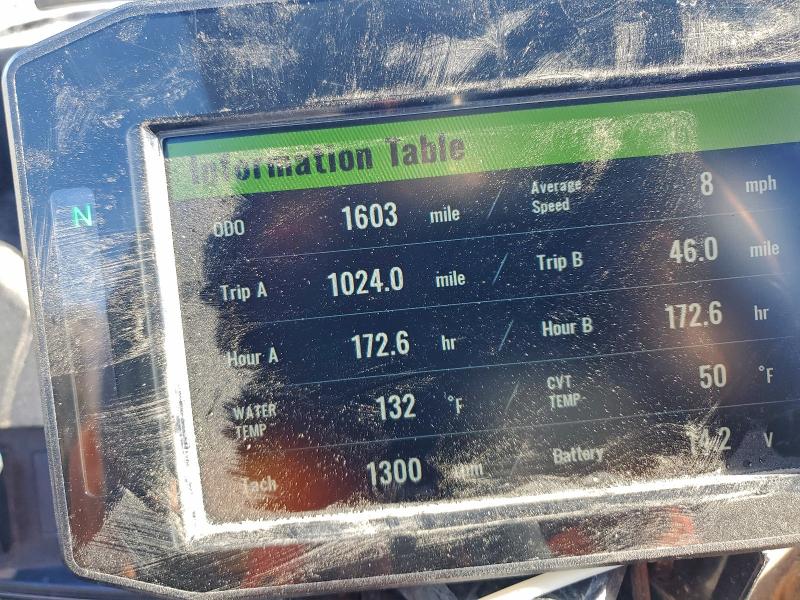 Information Table
N
ODO 1603 mile / Average Speed 8 mph
Trip A 1024.0 mile / Trip B 46.0 mile
Hour A 172.6 hr / Hour B 172.6 hr
WATER TEMP 132 °F / CVT TEMP 50 °F
Tach 1300 / Battery 14.2 V